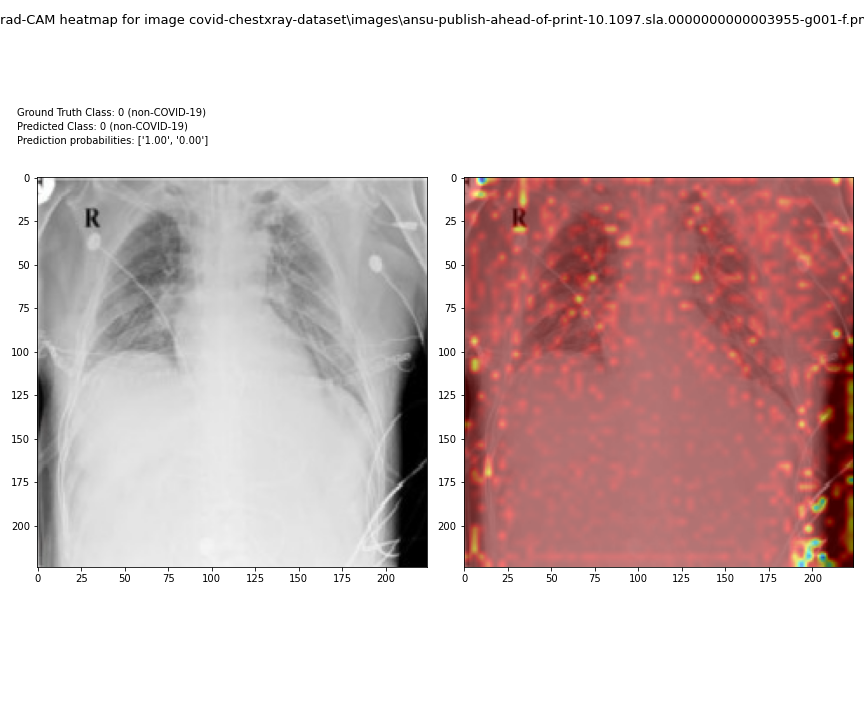 rad-CAM heatmap for image covid-chestxray-dataset\images\ansu-publish-ahead-of-print-10.1097.sla.0000000000003955-g001-f.pn
Ground Truth Class: 0 (non-COVID-19)
Predicted Class: 0 (non-COVID-19)
Prediction probabilities: ['1.00', '0.00']
0
25
50
75
100
125
150
175
200
R
0 25 50 75 100 125 150 175 200
0
25
50
75
100
125
150
175
200
R
0 25 50 75 100 125 150 175 200